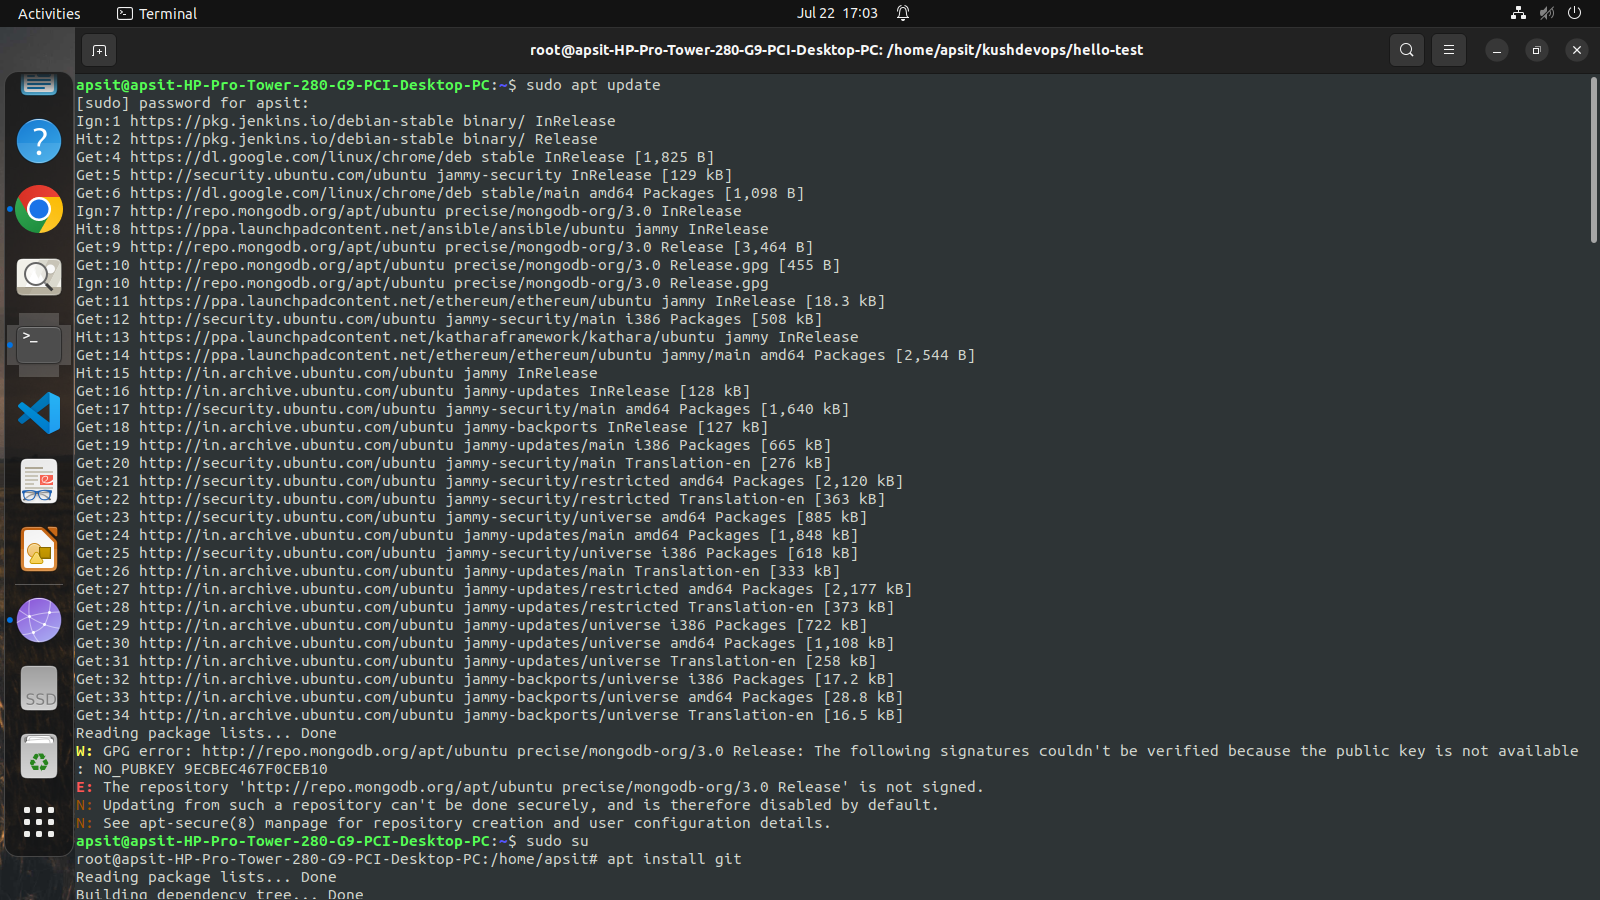 Activities
Terminal
Jul 22 17:03
root@apsit-HP-Pro-Tower-280-G9-PCI-Desktop-PC: /home/apsit/kushdevops/hello-test
apsit@apsit-HP-Pro-Tower-280-G9-PCI-Desktop-PC:~$ sudo apt update
[sudo] password for apsit:
Ign:1 https://pkg.jenkins.io/debian-stable binary/ InRelease
Hit:2 https://pkg.jenkins.io/debian-stable binary/ Release
Get:4 https://dl.google.com/linux/chrome/deb stable InRelease [1,825 B]
Get:5 http://security.ubuntu.com/ubuntu jammy-security InRelease [129 kB]
Get:6 https://dl.google.com/linux/chrome/deb stable/main amd64 Packages [1,098 B]
Ign:7 http://repo.mongodb.org/apt/ubuntu precise/mongodb-org/3.0 InRelease
Hit:8 https://ppa.launchpadcontent.net/ansible/ansible/ubuntu jammy InRelease
Get:9 http://repo.mongodb.org/apt/ubuntu precise/mongodb-org/3.0 Release [3,464 B]
Get:10 http://repo.mongodb.org/apt/ubuntu precise/mongodb-org/3.0 Release.gpg [455 B]
Ign:10 http://repo.mongodb.org/apt/ubuntu precise/mongodb-org/3.0 Release.gpg
Get:11 https://ppa.launchpadcontent.net/ethereum/ethereum/ubuntu jammy InRelease [18.3 kB]
Get:12 http://security.ubuntu.com/ubuntu jammy-security/main i386 Packages [508 kB]
Hit:13 https://ppa.launchpadcontent.net/katharaframework/kathara/ubuntu jammy InRelease
Get:14 https://ppa.launchpadcontent.net/ethereum/ethereum/ubuntu jammy/main amd64 Packages [2,544 B]
Hit:15 http://in.archive.ubuntu.com/ubuntu jammy InRelease
Get:16 http://in.archive.ubuntu.com/ubuntu jammy-updates InRelease [128 kB]
Get:17 http://security.ubuntu.com/ubuntu jammy-security/main amd64 Packages [1,640 kB]
Get:18 http://in.archive.ubuntu.com/ubuntu jammy-backports InRelease [127 kB]
Get:19 http://in.archive.ubuntu.com/ubuntu jammy-updates/main i386 Packages [665 kB]
Get:20 http://security.ubuntu.com/ubuntu jammy-security/main Translation-en [276 kB]
Get:21 http://security.ubuntu.com/ubuntu jammy-security/restricted amd64 Packages [2,120 kB]
Get:22 http://security.ubuntu.com/ubuntu jammy-security/restricted Translation-en [363 kB]
Get:23 http://security.ubuntu.com/ubuntu jammy-security/universe amd64 Packages [885 kB]
Get:24 http://in.archive.ubuntu.com/ubuntu jammy-updates/main amd64 Packages [1,848 kB]
Get:25 http://security.ubuntu.com/ubuntu jammy-security/universe i386 Packages [618 kB]
Get:26 http://in.archive.ubuntu.com/ubuntu jammy-updates/main Translation-en [333 kB]
Get:27 http://in.archive.ubuntu.com/ubuntu jammy-updates/restricted amd64 Packages [2,177 kB]
Get:28 http://in.archive.ubuntu.com/ubuntu jammy-updates/restricted Translation-en [373 kB]
Get:29 http://in.archive.ubuntu.com/ubuntu jammy-updates/universe i386 Packages [722 kB]
Get:30 http://in.archive.ubuntu.com/ubuntu jammy-updates/universe amd64 Packages [1,108 kB]
Get:31 http://in.archive.ubuntu.com/ubuntu jammy-updates/universe Translation-en [258 kB]
Get:32 http://in.archive.ubuntu.com/ubuntu jammy-backports/universe i386 Packages [17.2 kB]
Get:33 http://in.archive.ubuntu.com/ubuntu jammy-backports/universe amd64 Packages [28.8 kB]
Get:34 http://in.archive.ubuntu.com/ubuntu jammy-backports/universe Translation-en [16.5 kB]
Reading package lists... Done
W: GPG error: http://repo.mongodb.org/apt/ubuntu precise/mongodb-org/3.0 Release: The following signatures couldn't be verified because the public key is not available
: NO_PUBKEY 9ECBEC467F0CEB10
E: The repository 'http://repo.mongodb.org/apt/ubuntu precise/mongodb-org/3.0 Release' is not signed.
N: Updating from such a repository can't be done securely, and is therefore disabled by default.
N: See apt-secure(8) manpage for repository creation and user configuration details.
apsit@apsit-HP-Pro-Tower-280-G9-PCI-Desktop-PC:~$ sudo su
root@apsit-HP-Pro-Tower-280-G9-PCI-Desktop-PC:/home/apsit# apt install git
Reading package lists... Done
Building dependency tree... Done
SSD